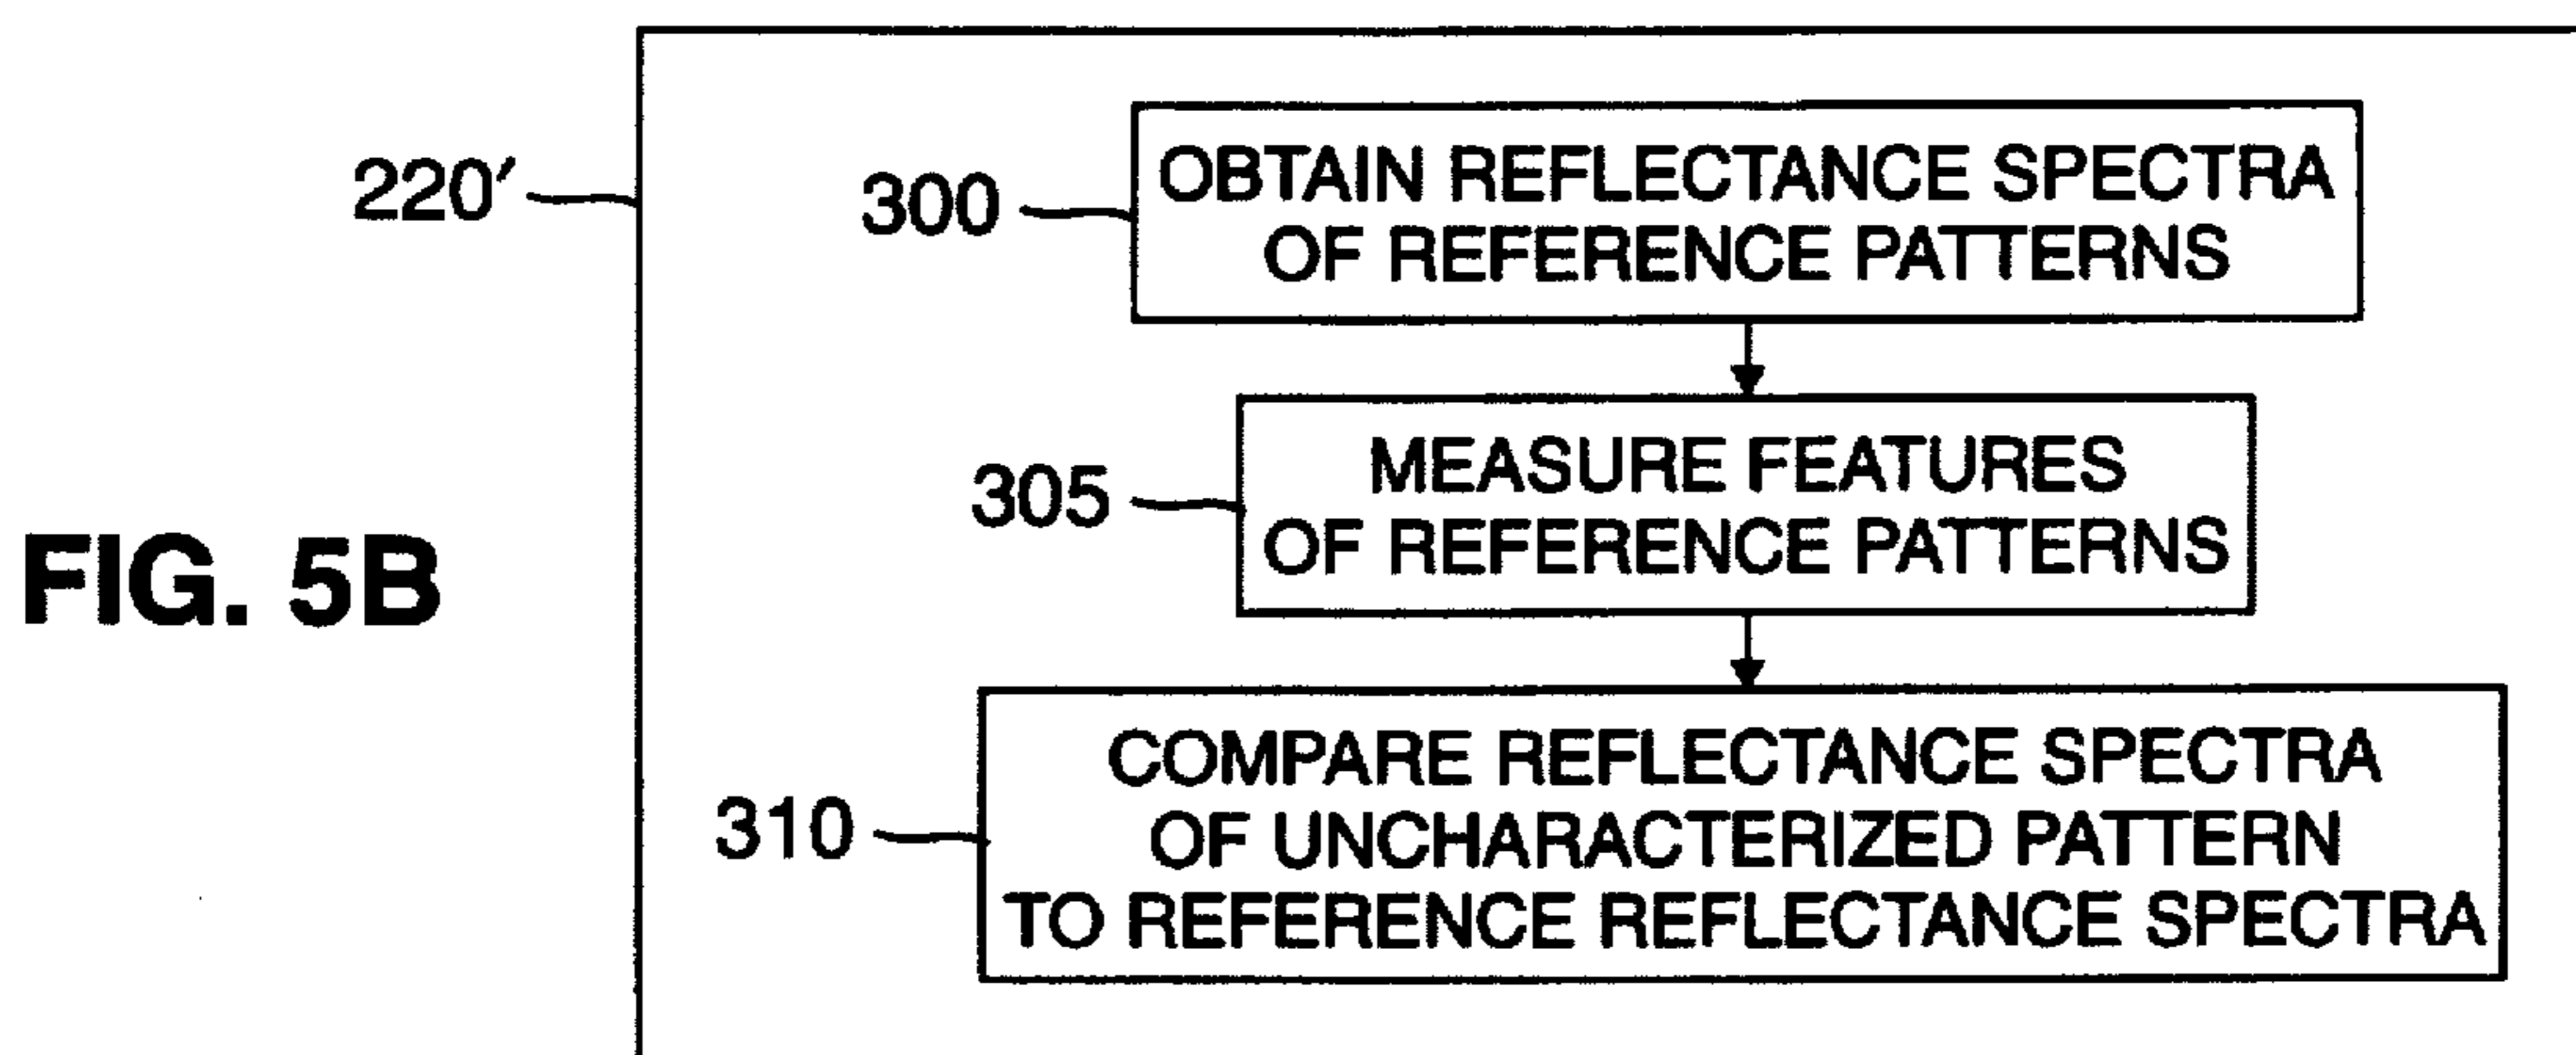 220′
300
OBTAIN REFLECTANCE SPECTRA
OF REFERENCE PATTERNS
305
MEASURE FEATURES
OF REFERENCE PATTERNS
FIG. 5B
310
COMPARE REFLECTANCE SPECTRA
OF UNCHARACTERIZED PATTERN
TO REFERENCE REFLECTANCE SPECTRA